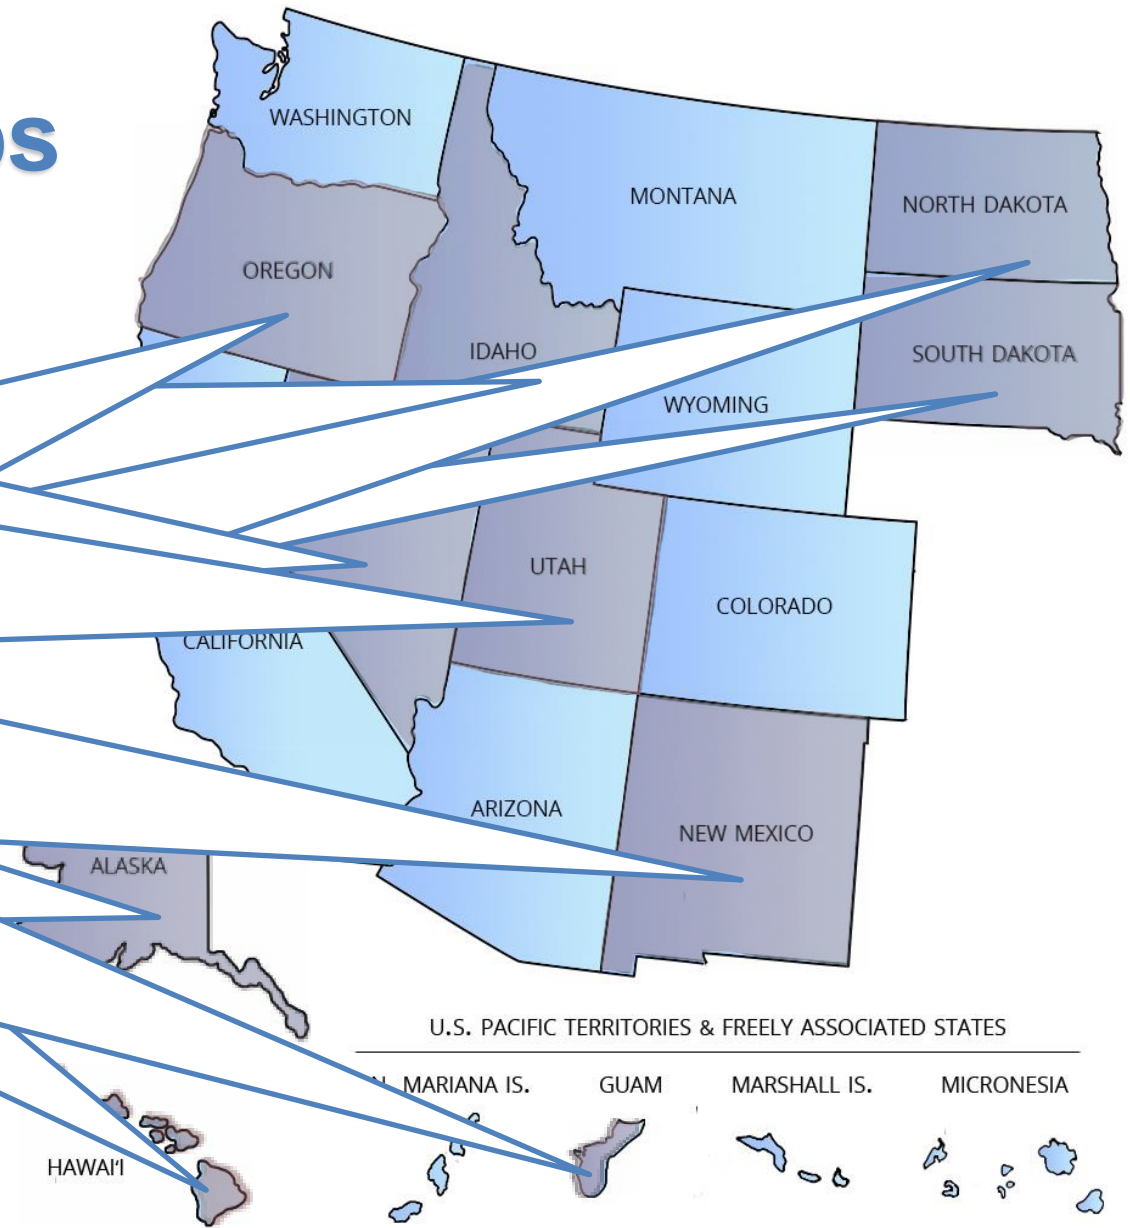 WASHINGTON
MONTANA
NORTH DAKOTA
OREGON
IDAHO
SOUTH DAKOTA
WYOMING
UTAH
COLORADO
CALIFORNIA
ARIZONA
NEW MEXICO
ALASKA
U.S. PACIFIC TERRITORIES & FREELY ASSOCIATED STATES
MARIANA IS.
GUAM
MARSHALL IS.
MICRONESIA
HAWAI'I